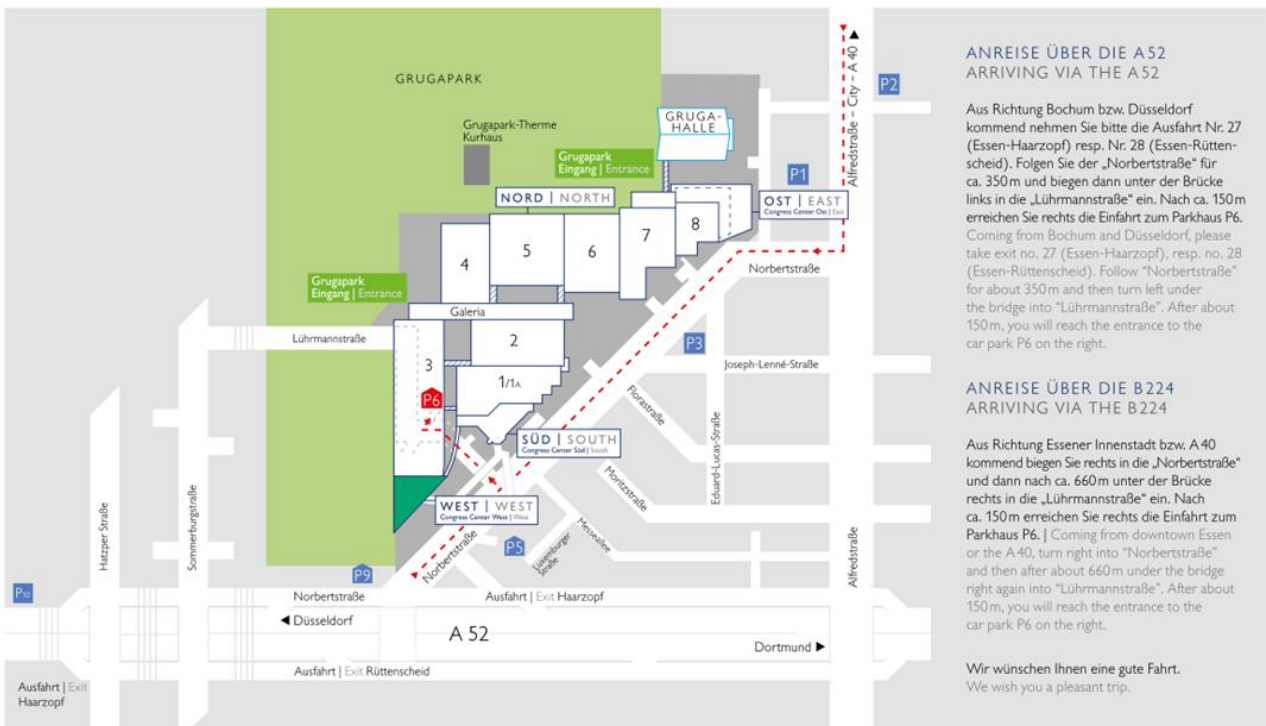 GRUGAPARK
Grugapark-Therme
Kurhaus
GRUGA-
HALLE
Grugapark
Eingang | Entrance
NORD | NORTH
OST | EAST
Congress Center Ost | East
P1
P2
Alfredstraße – City – A 40
4
5
6
7
8
Norbertstraße
Grugapark
Eingang | Entrance
Galeria
Lührmannstraße
3
2
1/1A
P6
P3
Joseph-Lenné-Straße
Florastraße
Eduard-Lucas-Straße
Moritzstraße
SÜD | SOUTH
Congress Center Süd | South
WEST | WEST
Congress Center West | West
Messeallee
Luxemburger
Straße
P5
Norbertstraße
Hatzper Straße
Sommerburgstraße
Alfredstraße
P9
P10
Norbertstraße
Ausfahrt | Exit Haarzopf
Düsseldorf
A 52
Dortmund
Ausfahrt | Exit Rüttenscheid
Ausfahrt | Exit
Haarzopf
ANREISE ÜBER DIE A 52
ARRIVING VIA THE A 52
Aus Richtung Bochum bzw. Düsseldorf
kommend nehmen Sie bitte die Ausfahrt Nr. 27
(Essen-Haarzopf) resp. Nr. 28 (Essen-Rütten-
scheid). Folgen Sie der „Norbertstraße“ für
ca. 350 m und biegen dann unter der Brücke
links in die „Lührmannstraße“ ein. Nach ca. 150 m
erreichen Sie rechts die Einfahrt zum Parkhaus P6.
Coming from Bochum and Düsseldorf, please
take exit no. 27 (Essen-Haarzopf), resp. no. 28
(Essen-Rüttenscheid). Follow “Norbertstraße”
for about 350 m and then turn left under
the bridge into “Lührmannstraße”. After about
150 m, you will reach the entrance to the
car park P6 on the right.
ANREISE ÜBER DIE B 224
ARRIVING VIA THE B 224
Aus Richtung Essener Innenstadt bzw. A 40
kommend biegen Sie rechts in die „Norbertstraße“
und dann nach ca. 660 m unter der Brücke
rechts in die „Lührmannstraße“ ein. Nach
ca. 150 m erreichen Sie rechts die Einfahrt zum
Parkhaus P6. | Coming from downtown Essen
or the A 40, turn right into “Norbertstraße”
and then after about 660 m under the bridge
right again into “Lührmannstraße”. After about
150 m, you will reach the entrance to the
car park P6 on the right.
Wir wünschen Ihnen eine gute Fahrt.
We wish you a pleasant trip.